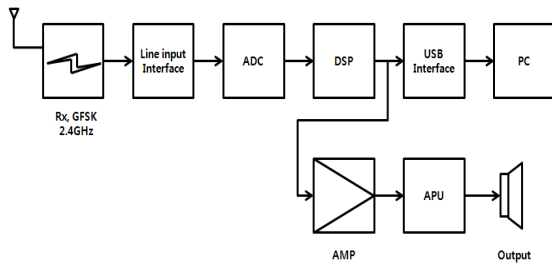 Line input
Interface
ADC
DSP
USB
Interface
PC
Rx, GFSK
2.4GHz
APU
AMP
Output